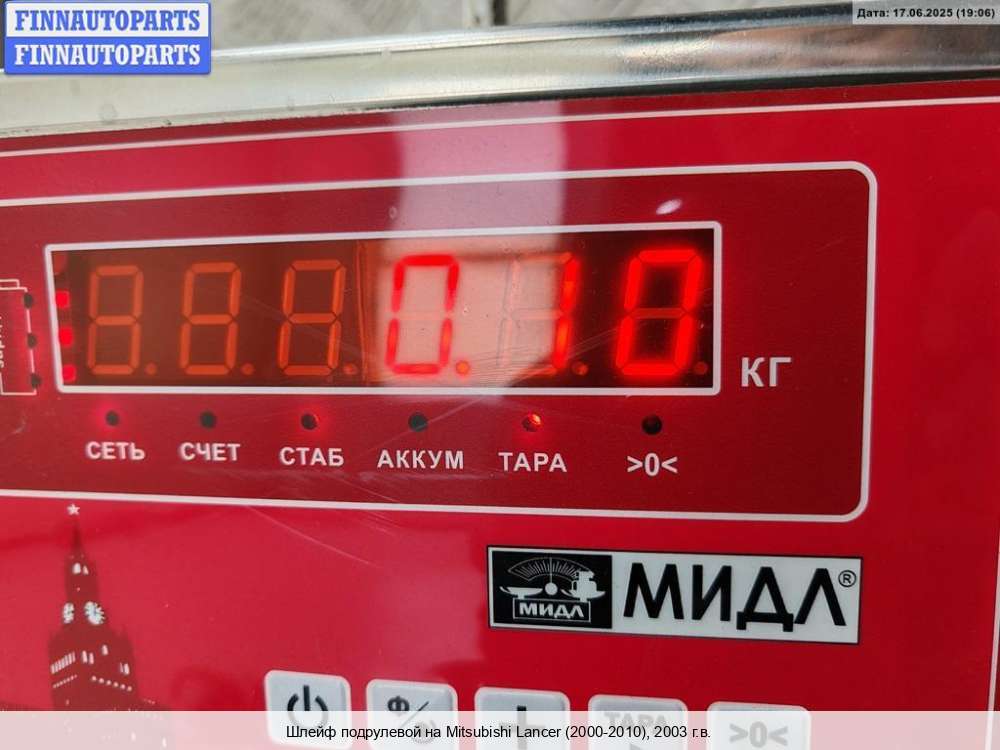 FINNAUTOPARTS
FINNAUTOPARTS
Дата: 17.06.2025 (19:06)
0.10
КГ
СЕТЬ СЧЕТ СТАБ АККУМ ТАРА >0<
МИДЛ МИДЛ®
ТАРА >0<
Шлейф подрулевой на Mitsubishi Lancer (2000-2010), 2003 г.в.